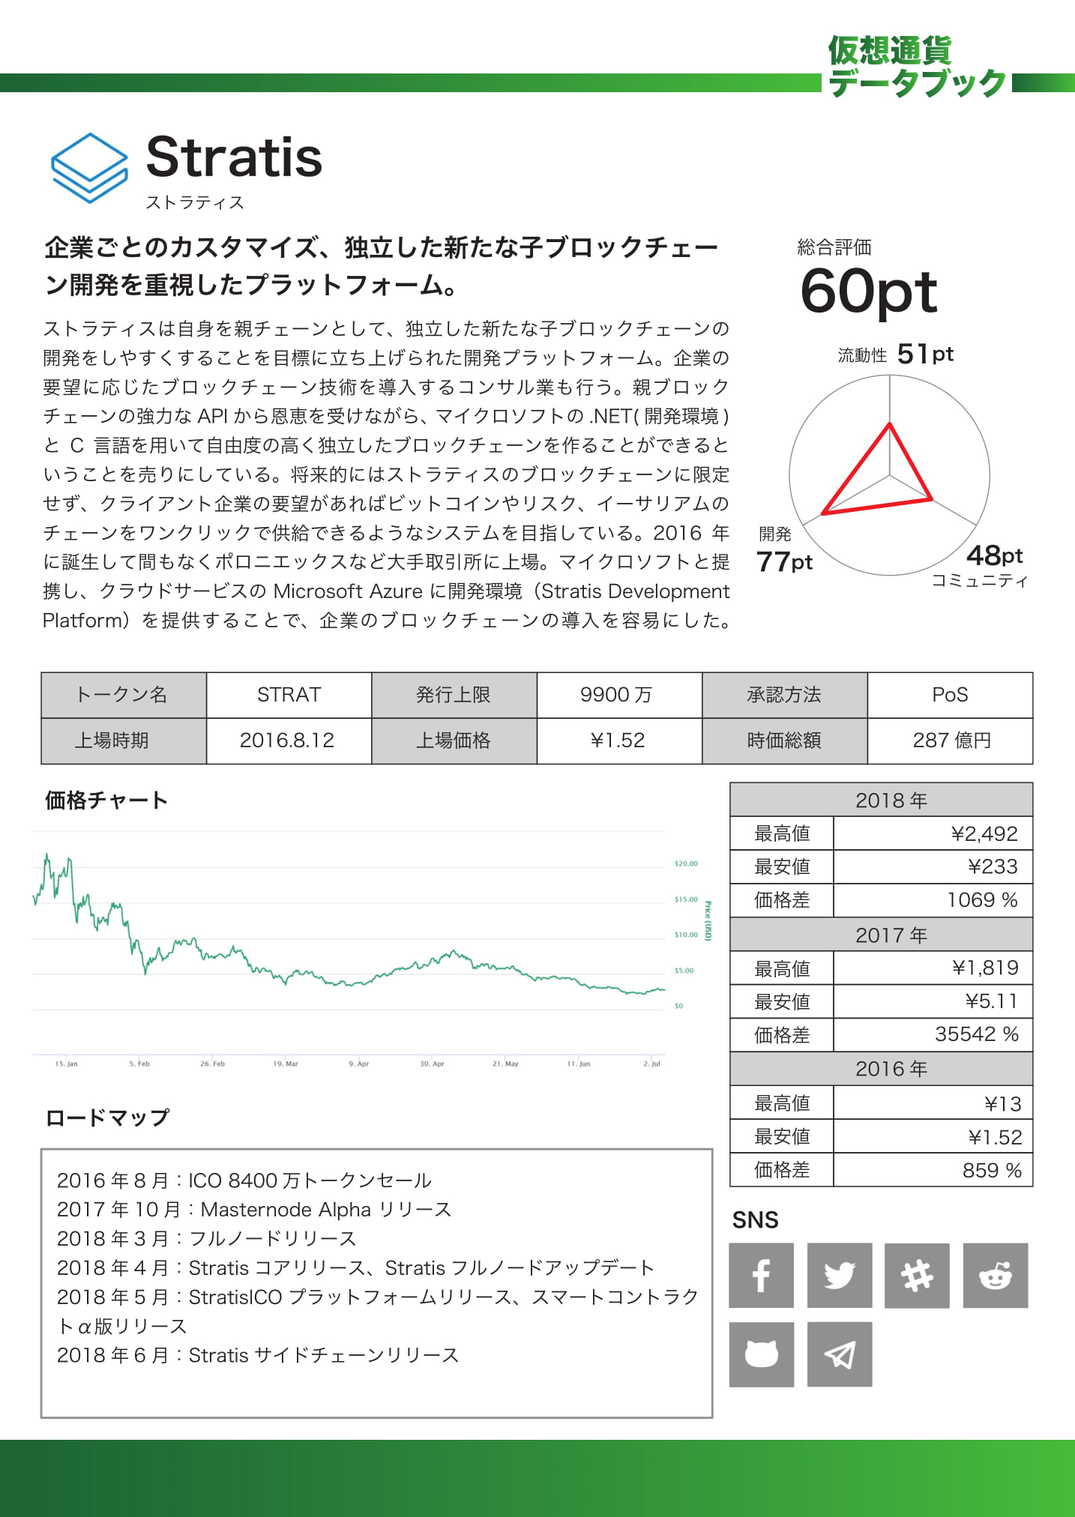 仮想通貨
データブック
Stratis
ストラティス
企業ごとのカスタマイズ、独立した新たな子ブロックチェー
ン開発を重視したプラットフォーム。
ストラティスは自身を親チェーンとして、独立した新たな子ブロックチェーンの
開発をしやすくすることを目標に立ち上げられた開発プラットフォーム。企業の
要望に応じたブロックチェーン技術を導入するコンサル業も行う。親ブロック
チェーンの強力な API から恩恵を受けながら、マイクロソフトの .NET( 開発環境 )
と C 言語を用いて自由度の高く独立したブロックチェーンを作ることができると
いうことを売りにしている。将来的にはストラティスのブロックチェーンに限定
せず、クライアント企業の要望があればビットコインやリスク、イーサリアムの
チェーンをワンクリックで供給できるようなシステムを目指している。2016 年
に誕生して間もなくポロニエックスなど大手取引所に上場。マイクロソフトと提
携し、クラウドサービスの Microsoft Azure に開発環境（Stratis Development
Platform）を提供することで、企業のブロックチェーンの導入を容易にした。
総合評価
60pt
流動性 51pt
開発
77pt
48pt
コミュニティ
トークン名 STRAT 発行上限 9900 万 承認方法 PoS
上場時期 2016.8.12 上場価格 ¥1.52 時価総額 287 億円
価格チャート
$20.00
$15.00
$10.00
$5.00
$0
Price (USD)
15. Jan 5. Feb 26. Feb 19. Mar 9. Apr 30. Apr 21. May 11. Jun 2. Jul
2018 年
最高値 ¥2,492
最安値 ¥233
価格差 1069 %
2017 年
最高値 ¥1,819
最安値 ¥5.11
価格差 35542 %
2016 年
最高値 ¥13
最安値 ¥1.52
価格差 859 %
ロードマップ
2016 年 8 月：ICO 8400 万トークンセール
2017 年 10 月：Masternode Alpha リリース
2018 年 3 月：フルノードリリース
2018 年 4 月：Stratis コアリリース、Stratis フルノードアップデート
2018 年 5 月：StratisICO プラットフォームリリース、スマートコントラク
ト α 版リリース
2018 年 6 月：Stratis サイドチェーンリリース
SNS